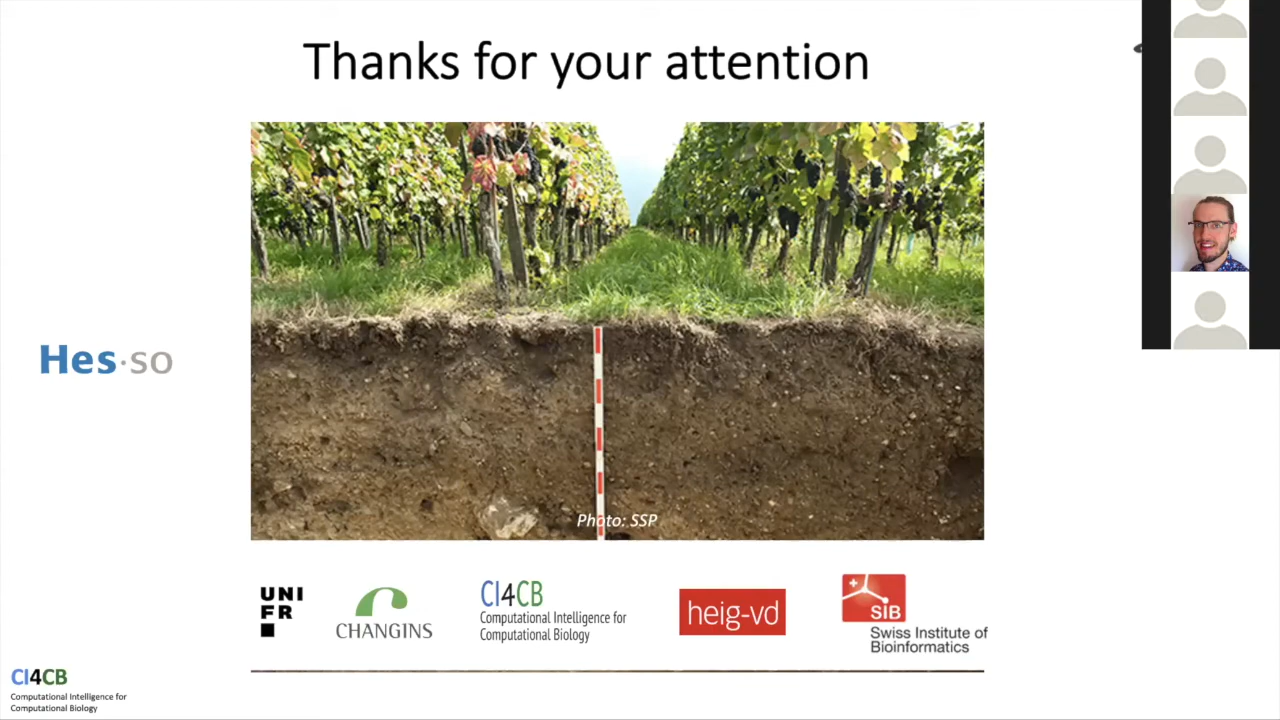 Thanks for your attention
Hes·so
Photo: SSP
UNI
FR
CHANGINS
CI4CB
Computational Intelligence for
Computational Biology
heig-vd
SIB
Swiss Institute of
Bioinformatics
CI4CB
Computational Intelligence for
Computational Biology